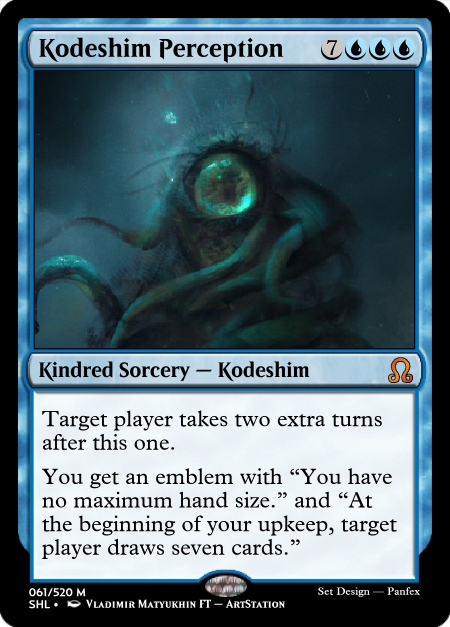 Kodeshim Perception 7
Kindred Sorcery — Kodeshim
Target player takes two extra turns
after this one.
You get an emblem with “You have
no maximum hand size.” and “At
the beginning of your upkeep, target
player draws seven cards.”
061/520 M
Set Design — Panfex
SHL • Vladimir Matyukhin FT — ArtStation